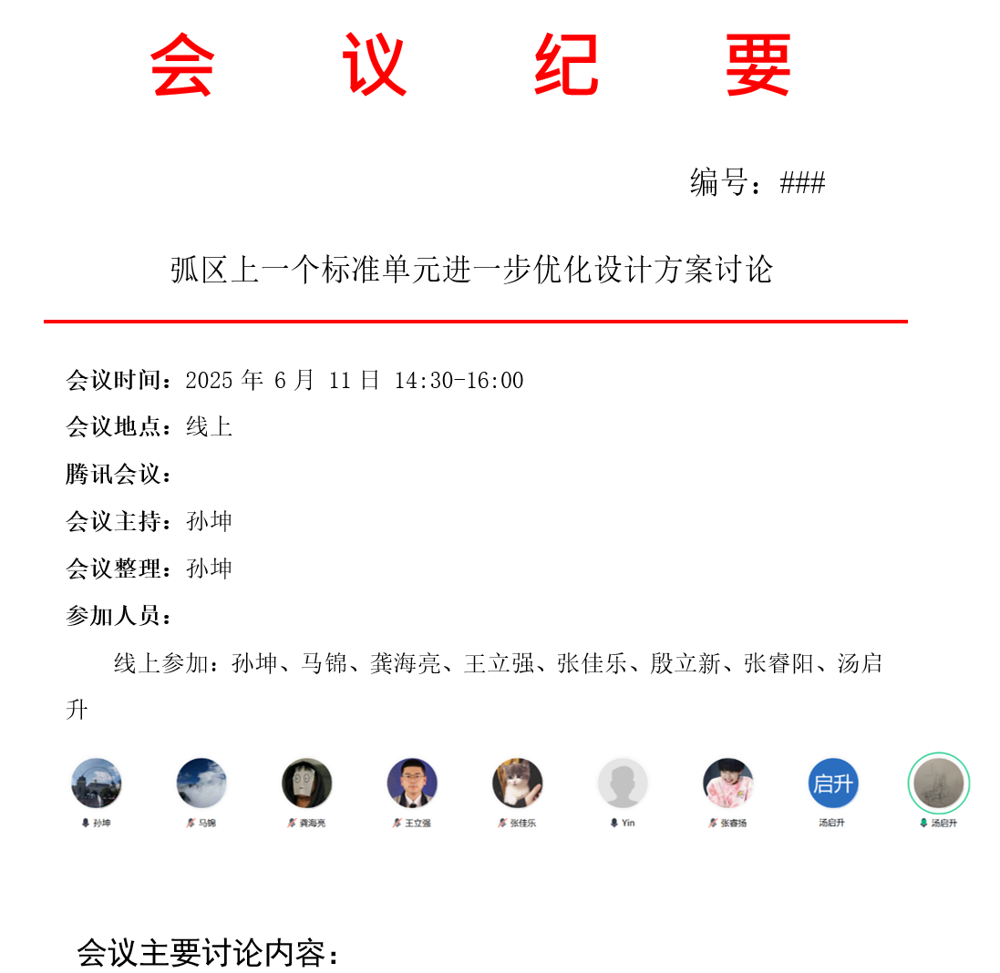 会议纪要
编号：###
弧区上一个标准单元进一步优化设计方案讨论
会议时间：2025 年 6 月 11 日 14:30-16:00
会议地点：线上
腾讯会议：
会议主持：孙坤
会议整理：孙坤
参加人员：
线上参加：孙坤、马锦、龚海亮、王立强、张佳乐、殷立新、张睿阳、汤启
升
启升
孙坤 马锦 龚海亮 王立强 张佳乐 Yin 张睿扬 汤启升 汤启升
会议主要讨论内容：